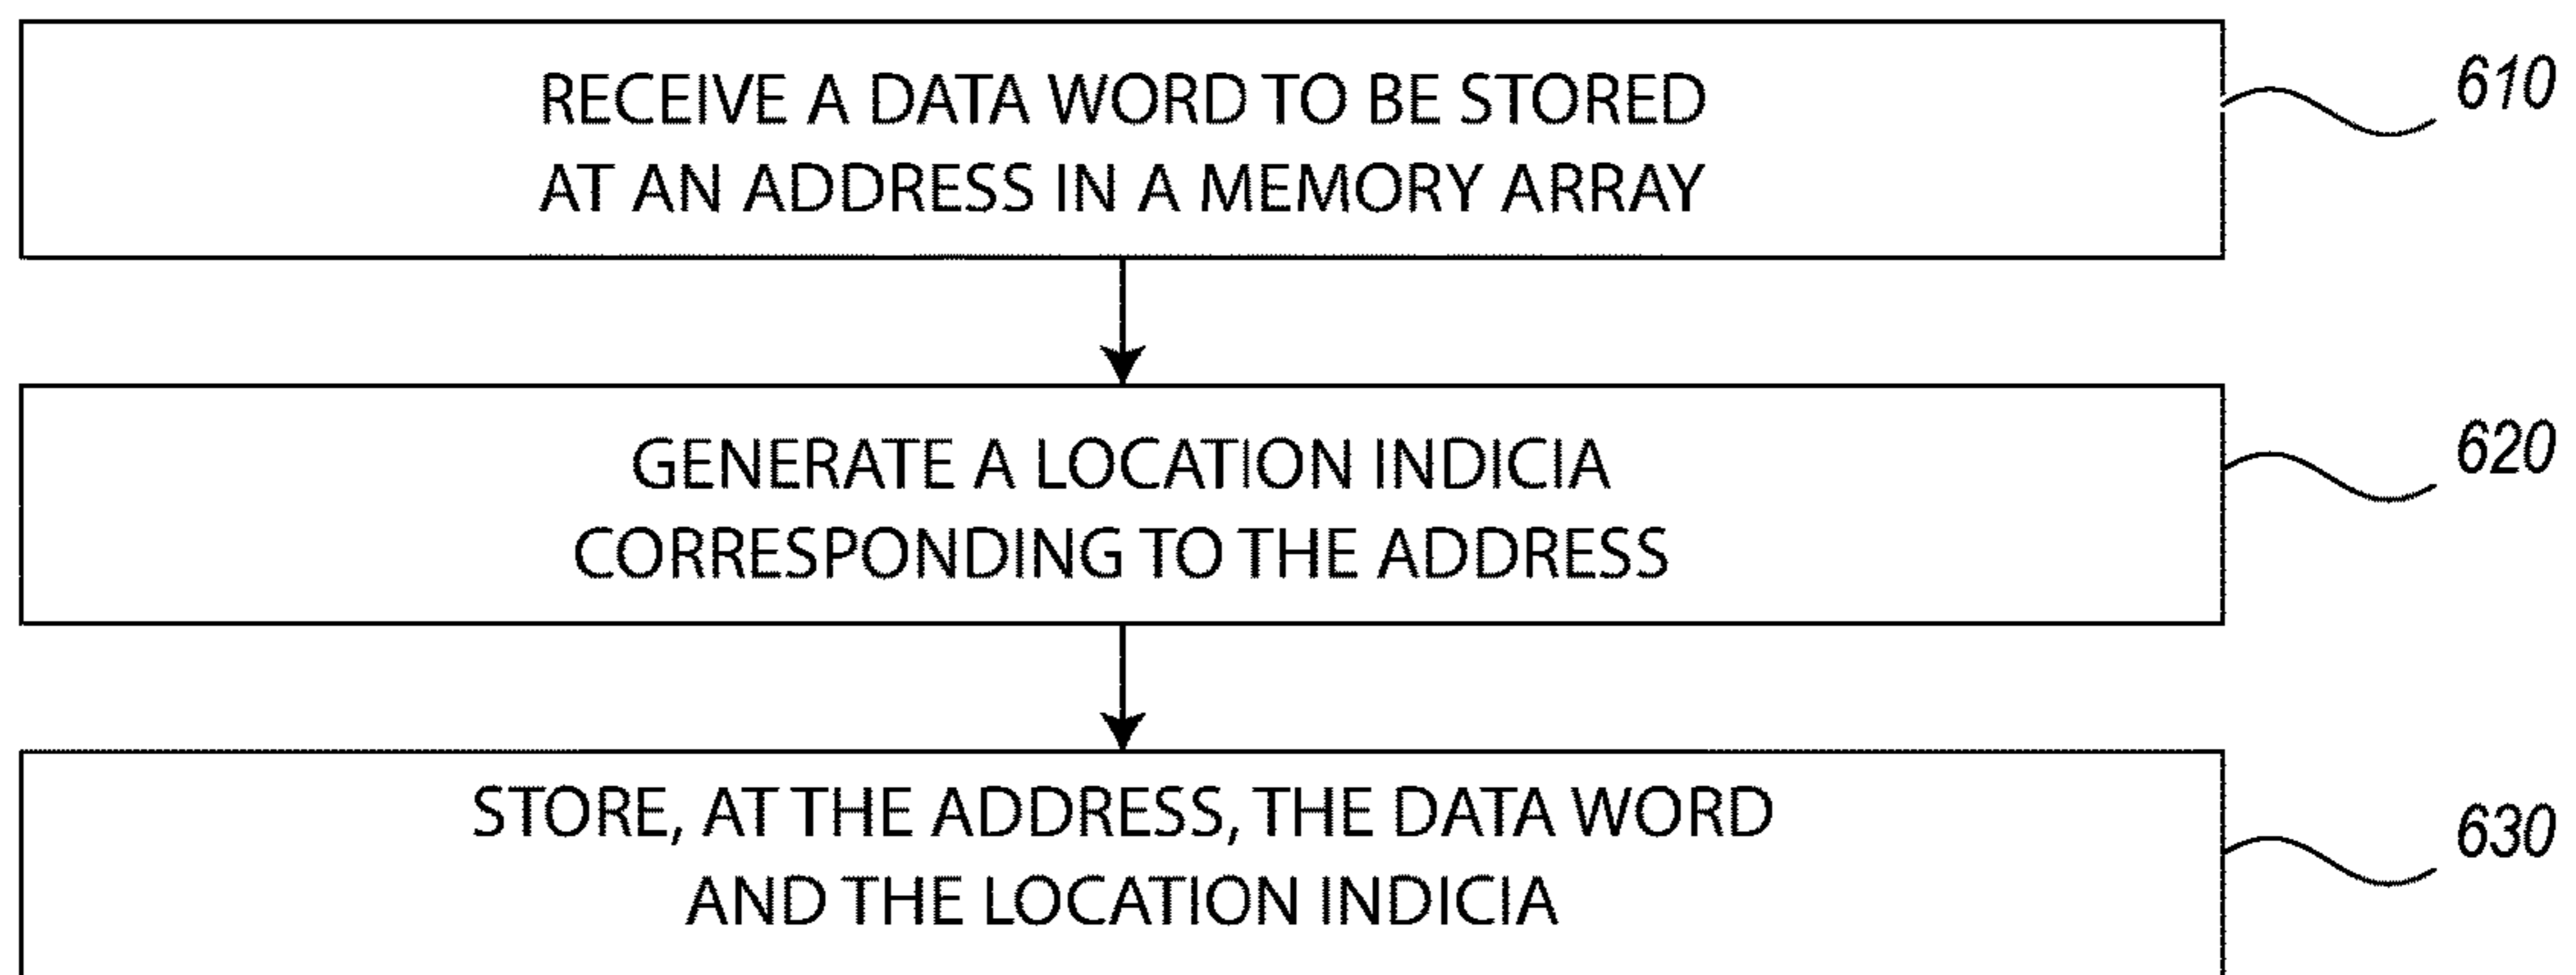 RECEIVE A DATA WORD TO BE STORED
AT AN ADDRESS IN A MEMORY ARRAY
610
GENERATE A LOCATION INDICIA
CORRESPONDING TO THE ADDRESS
620
STORE, AT THE ADDRESS, THE DATA WORD
AND THE LOCATION INDICIA
630